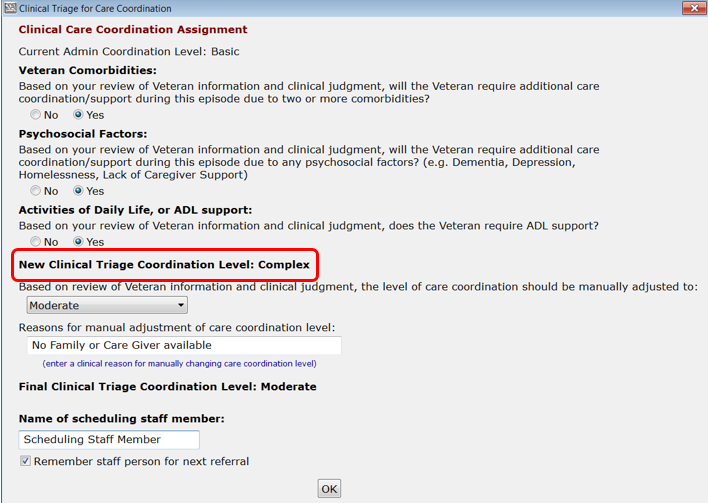 Clinical Triage for Care Coordination
Clinical Care Coordination Assignment
Current Admin Coordination Level: Basic
Veteran Comorbidities:
Based on your review of Veteran information and clinical judgment, will the Veteran require additional care
coordination/support during this episode due to two or more comorbidities?
No Yes
Psychosocial Factors:
Based on your review of Veteran information and clinical judgment, will the Veteran require additional care
coordination/support during this episode due to any psychosocial factors? (e.g. Dementia, Depression,
Homelessness, Lack of Caregiver Support)
No Yes
Activities of Daily Life, or ADL support:
Based on your review of Veteran information and clinical judgment, does the Veteran require ADL support?
No Yes
New Clinical Triage Coordination Level: Complex
Based on review of Veteran information and clinical judgment, the level of care coordination should be manually adjusted to:
Moderate
Reasons for manual adjustment of care coordination level:
No Family or Care Giver available
(enter a clinical reason for manually changing care coordination level)
Final Clinical Triage Coordination Level: Moderate
Name of scheduling staff member:
Scheduling Staff Member
Remember staff person for next referral
OK